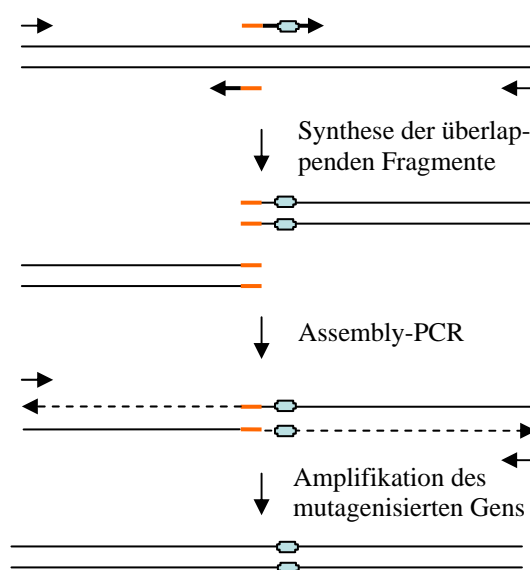 Synthese der überlap-
penden Fragmente
Assembly-PCR
Amplifikation des
mutagenisierten Gens